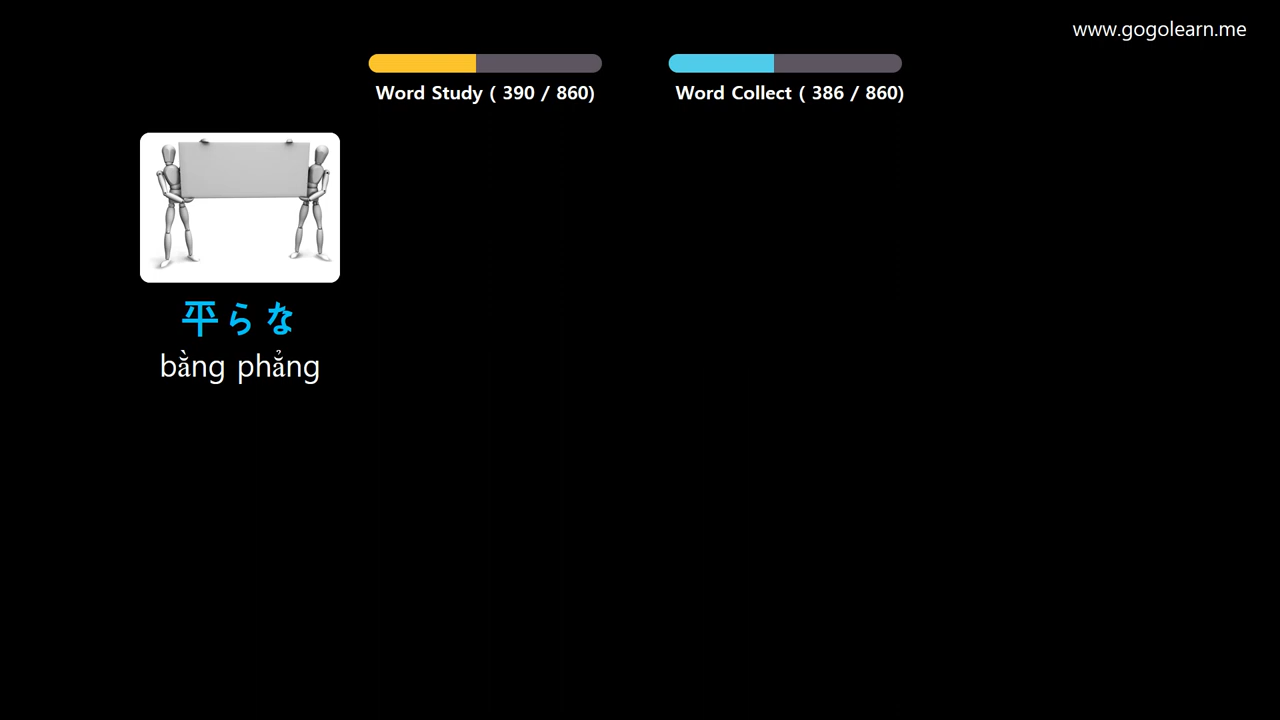 www.gogolearn.me
Word Study ( 390 / 860)
Word Collect ( 386 / 860)
平らな
bằng phẳng